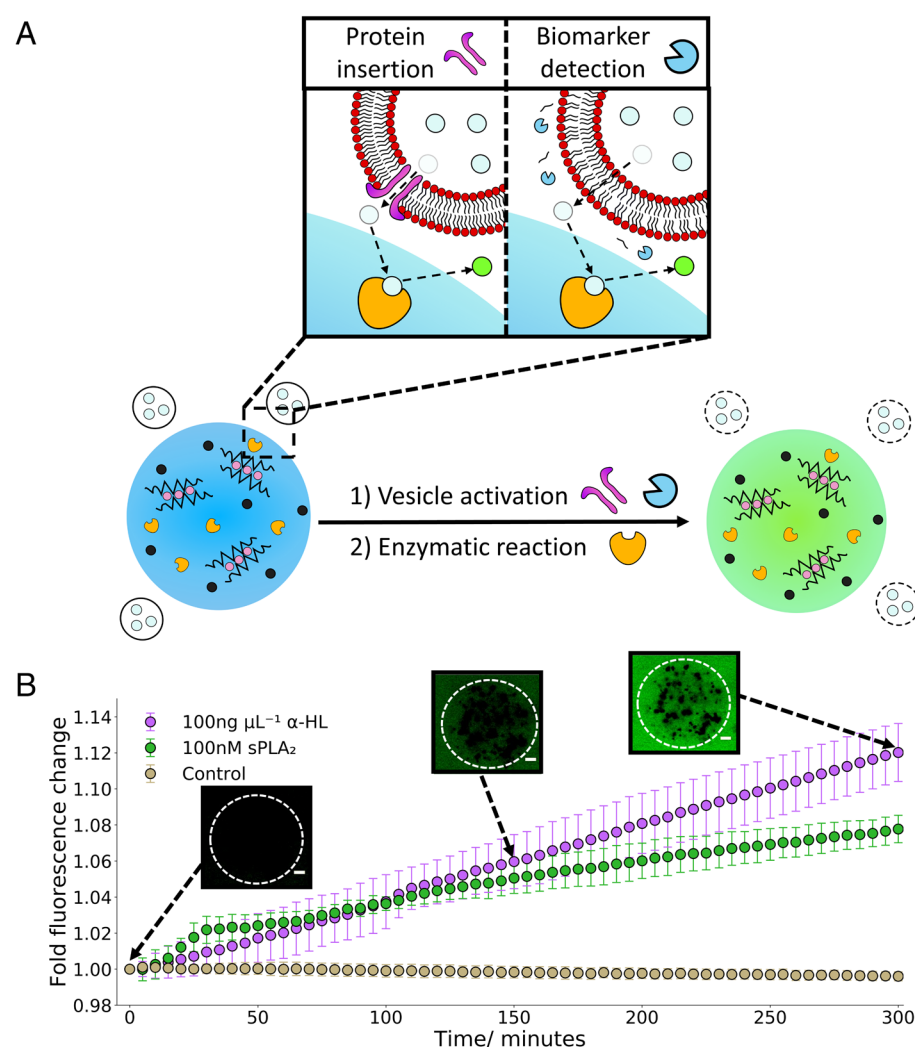 A
Protein
insertion
Biomarker
detection
1) Vesicle activation
2) Enzymatic reaction
B
Fold fluorescence change
1.14
1.12
1.10
1.08
1.06
1.04
1.02
1.00
0.98
100ng μL⁻¹ α-HL
100nM sPLA₂
Control
0
50
100
150
200
250
300
Time/ minutes